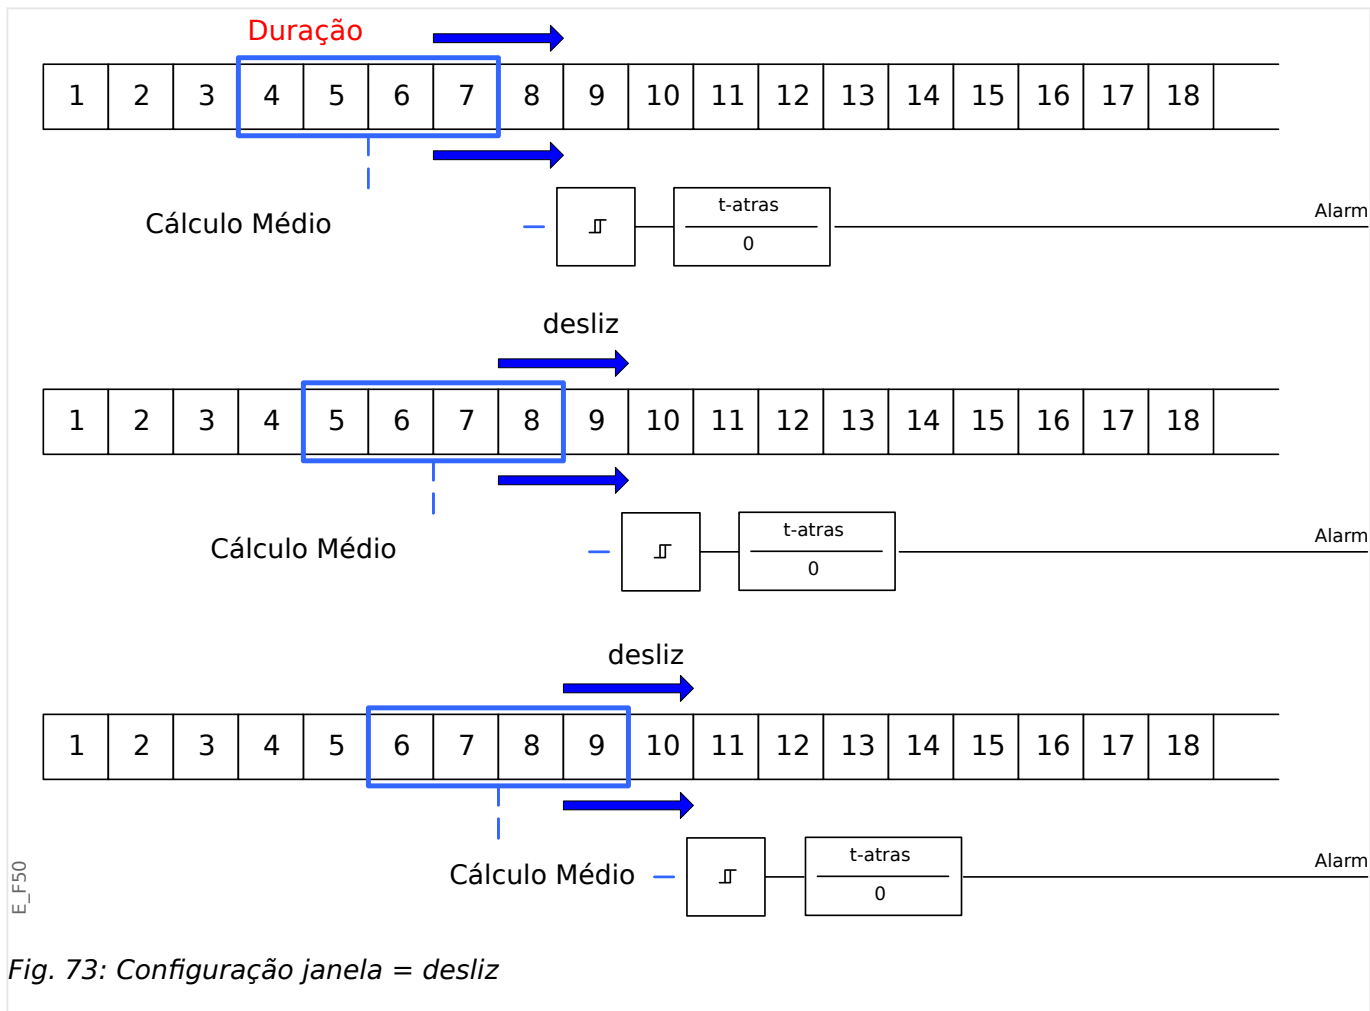 Duração
1 2 3 4 5 6 7 8 9 10 11 12 13 14 15 16 17 18
t-atras
Alarm
Cálculo Médio
0
desliz
1 2 3 4 5 6 7 8 9 10 11 12 13 14 15 16 17 18
t-atras
Alarm
Cálculo Médio
0
desliz
1 2 3 4 5 6 7 8 9 10 11 12 13 14 15 16 17 18
t-atras
Alarm
Cálculo Médio
0
E_F50
Fig. 73: Configuração janela = desliz